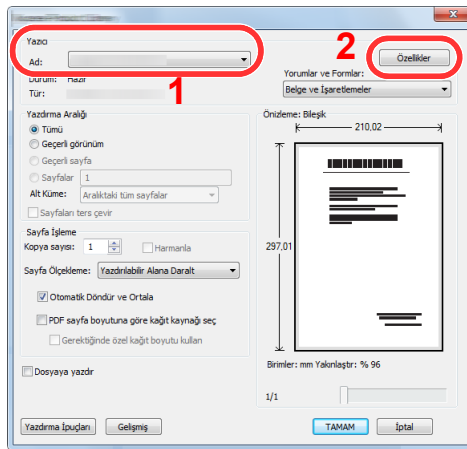 Yazıcı
2
Ad:
Özellikler
Durum: Hazır
1
Yorumlar ve Formlar:
Tür:
Belge ve İşaretlemeler
Yazdırma Aralığı
Önizleme: Bileşik
Tümü
210,02
Geçerli görünüm
Geçerli sayfa
Sayfalar 1
Alt Küme: Aralıktaki tüm sayfalar
Sayfaları ters çevir
Sayfa İşleme
Kopya sayısı: 1 Harmanla
297,01
Sayfa Ölçekleme: Yazdırılabilir Alana Daralt
Otomatik Döndür ve Ortala
PDF sayfa boyutuna göre kağıt kaynağı seç
Gerektiğinde özel kağıt boyutu kullan
Dosyaya yazdır
Birimler: mm Yakınlaştır: % 96
1/1
Yazdırma İpuçları
Gelişmiş
TAMAM
İptal